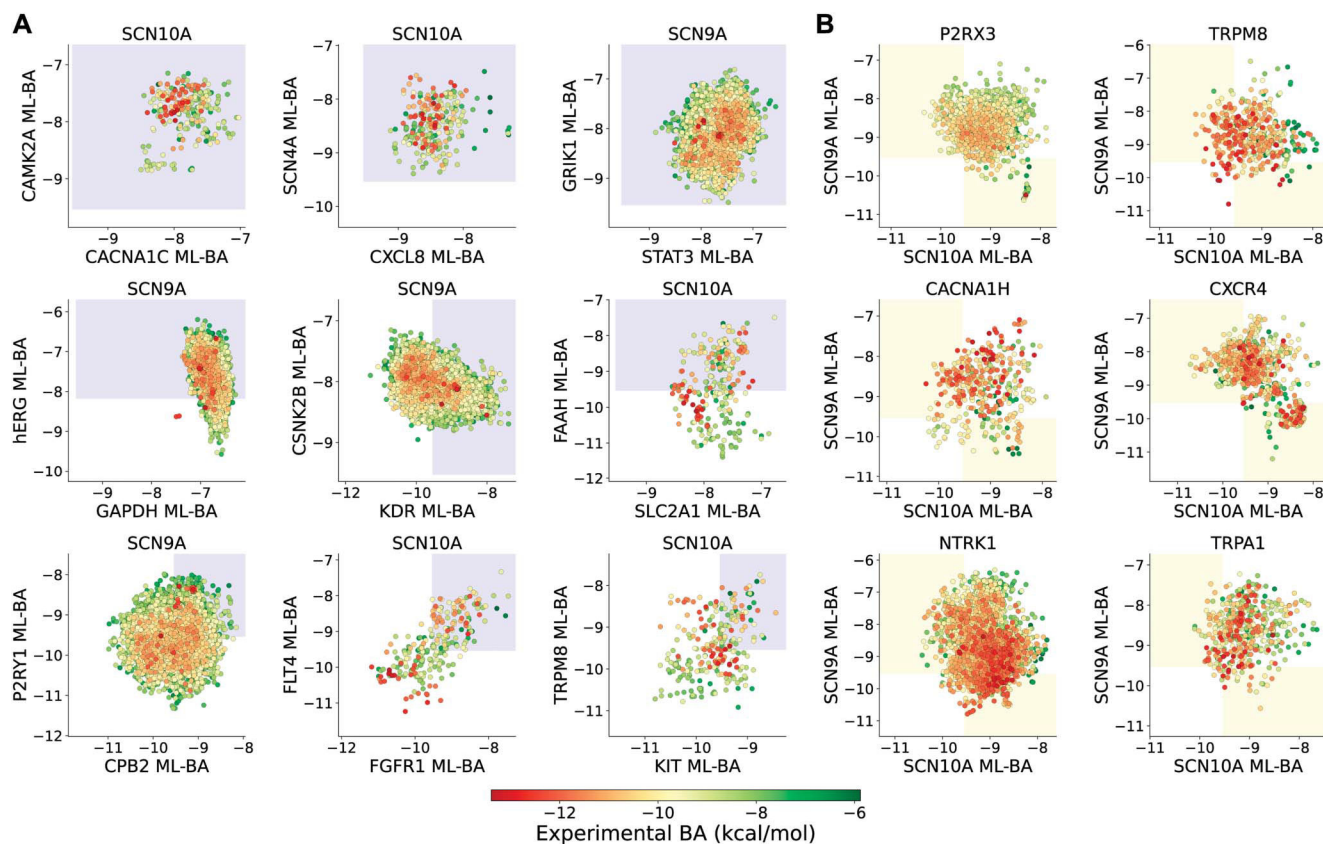 A
B
SCN10A
CAMK2A ML-BA
−7
−8
−9
−9
−8
−7
CACNA1C ML-BA
SCN10A
SCN4A ML-BA
−7
−8
−9
−10
−9
−8
CXCL8 ML-BA
SCN9A
GRIK1 ML-BA
−7
−8
−9
−9
−8
−7
STAT3 ML-BA
P2RX3
SCN9A ML-BA
−7
−8
−9
−10
−11
−11
−10
−9
−8
SCN10A ML-BA
TRPM8
SCN9A ML-BA
−6
−7
−8
−9
−10
−11
−11
−10
−9
−8
SCN10A ML-BA
SCN9A
hERG ML-BA
−6
−7
−8
−9
−10
−9
−8
−7
GAPDH ML-BA
SCN9A
CSNK2B ML-BA
−7
−8
−9
−12
−10
−8
KDR ML-BA
SCN10A
FAAH ML-BA
−7
−8
−9
−10
−11
−12
−9
−8
−7
SLC2A1 ML-BA
CACNA1H
SCN9A ML-BA
−7
−8
−9
−10
−11
−11
−10
−9
−8
SCN10A ML-BA
CXCR4
SCN9A ML-BA
−7
−8
−9
−10
−11
−11
−10
−9
−8
SCN10A ML-BA
SCN9A
P2RY1 ML-BA
−8
−9
−10
−11
−12
−11
−10
−9
−8
CPB2 ML-BA
SCN10A
FLT4 ML-BA
−8
−9
−10
−11
−12
−12
−10
−8
FGFR1 ML-BA
SCN10A
TRPM8 ML-BA
−8
−9
−10
−11
−11
−10
−9
KIT ML-BA
NTRK1
SCN9A ML-BA
−7
−8
−9
−10
−11
−11
−10
−9
−8
SCN10A ML-BA
TRPA1
SCN9A ML-BA
−7
−8
−9
−10
−11
−11
−10
−9
−8
SCN10A ML-BA
−12
−10
−8
−6
Experimental BA (kcal/mol)